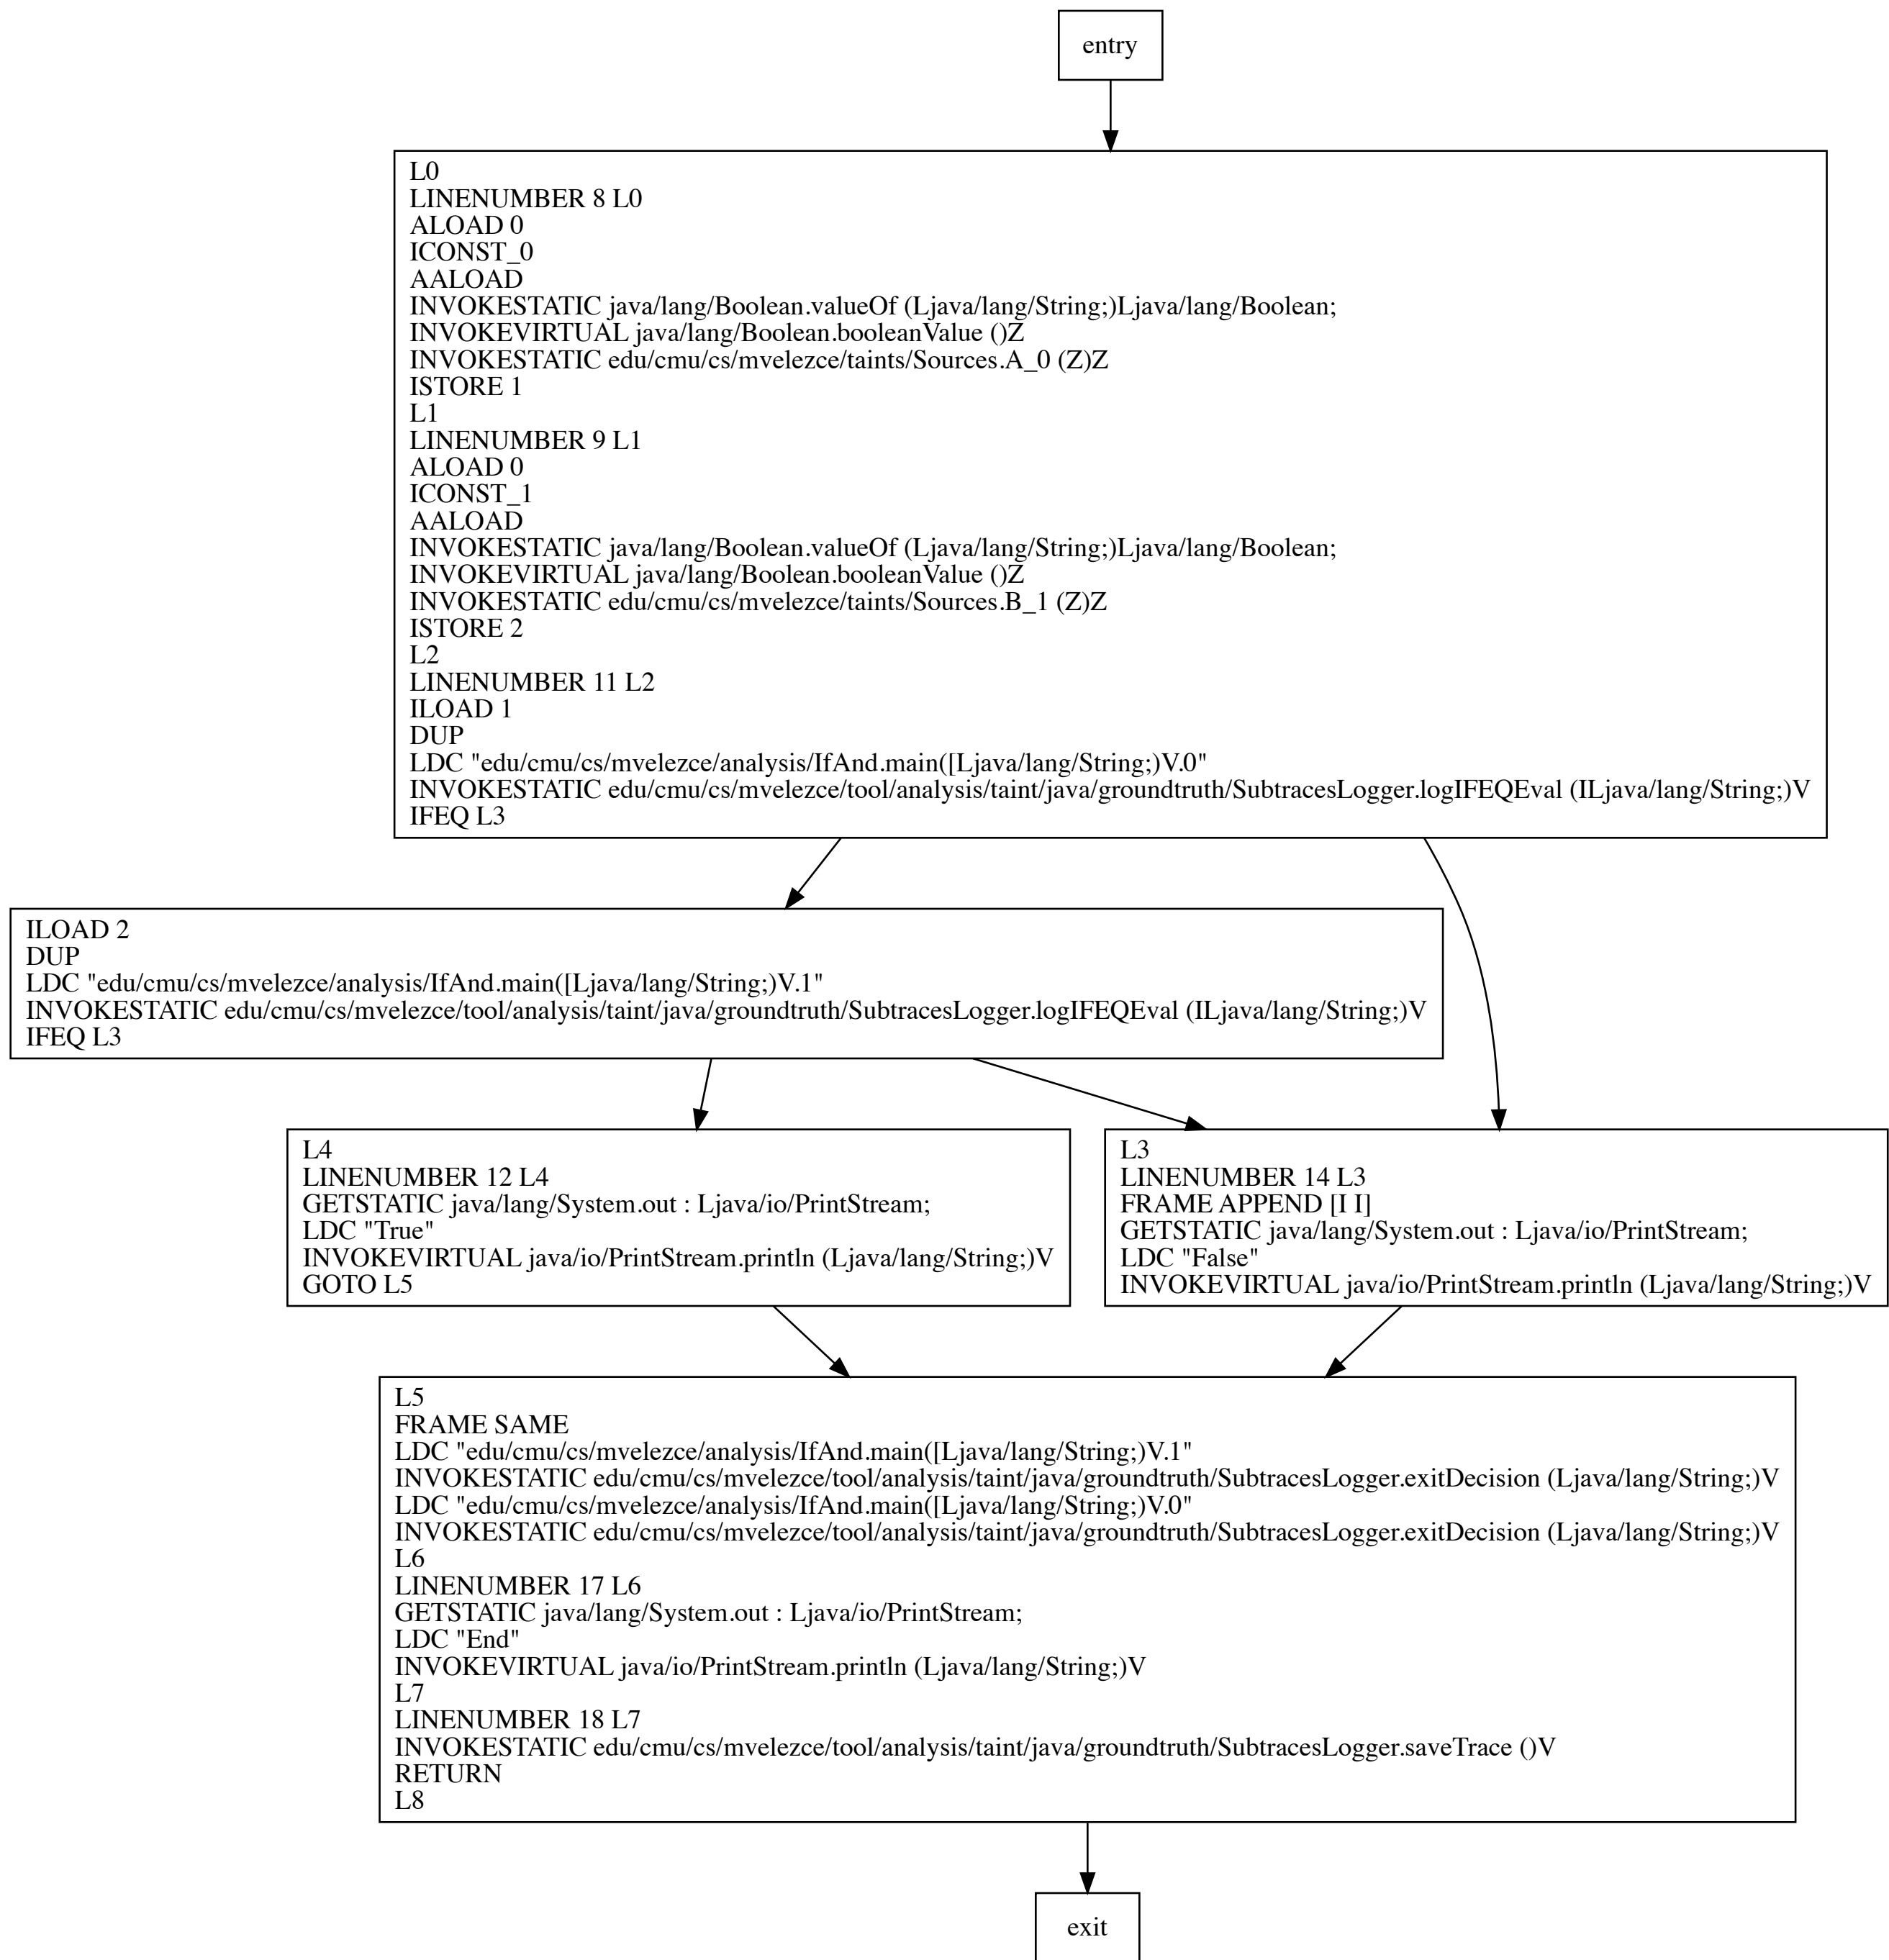 entry
L0
LINENUMBER 8 L0
ALOAD 0
ICONST_0
AALOAD
INVOKESTATIC java/lang/Boolean.valueOf (Ljava/lang/String;)Ljava/lang/Boolean;
INVOKEVIRTUAL java/lang/Boolean.booleanValue ()Z
INVOKESTATIC edu/cmu/cs/mvelezce/taints/Sources.A_0 (Z)Z
ISTORE 1
L1
LINENUMBER 9 L1
ALOAD 0
ICONST_1
AALOAD
INVOKESTATIC java/lang/Boolean.valueOf (Ljava/lang/String;)Ljava/lang/Boolean;
INVOKEVIRTUAL java/lang/Boolean.booleanValue ()Z
INVOKESTATIC edu/cmu/cs/mvelezce/taints/Sources.B_1 (Z)Z
ISTORE 2
L2
LINENUMBER 11 L2
ILOAD 1
DUP
LDC "edu/cmu/cs/mvelezce/analysis/IfAnd.main([Ljava/lang/String;)V.0"
INVOKESTATIC edu/cmu/cs/mvelezce/tool/analysis/taint/java/groundtruth/SubtracesLogger.logIFEQEval (ILjava/lang/String;)V
IFEQ L3
ILOAD 2
DUP
LDC "edu/cmu/cs/mvelezce/analysis/IfAnd.main([Ljava/lang/String;)V.1"
INVOKESTATIC edu/cmu/cs/mvelezce/tool/analysis/taint/java/groundtruth/SubtracesLogger.logIFEQEval (ILjava/lang/String;)V
IFEQ L3
L4
LINENUMBER 12 L4
GETSTATIC java/lang/System.out : Ljava/io/PrintStream;
LDC "True"
INVOKEVIRTUAL java/io/PrintStream.println (Ljava/lang/String;)V
GOTO L5
L3
LINENUMBER 14 L3
FRAME APPEND [I I]
GETSTATIC java/lang/System.out : Ljava/io/PrintStream;
LDC "False"
INVOKEVIRTUAL java/io/PrintStream.println (Ljava/lang/String;)V
L5
FRAME SAME
LDC "edu/cmu/cs/mvelezce/analysis/IfAnd.main([Ljava/lang/String;)V.1"
INVOKESTATIC edu/cmu/cs/mvelezce/tool/analysis/taint/java/groundtruth/SubtracesLogger.exitDecision (Ljava/lang/String;)V
LDC "edu/cmu/cs/mvelezce/analysis/IfAnd.main([Ljava/lang/String;)V.0"
INVOKESTATIC edu/cmu/cs/mvelezce/tool/analysis/taint/java/groundtruth/SubtracesLogger.exitDecision (Ljava/lang/String;)V
L6
LINENUMBER 17 L6
GETSTATIC java/lang/System.out : Ljava/io/PrintStream;
LDC "End"
INVOKEVIRTUAL java/io/PrintStream.println (Ljava/lang/String;)V
L7
LINENUMBER 18 L7
INVOKESTATIC edu/cmu/cs/mvelezce/tool/analysis/taint/java/groundtruth/SubtracesLogger.saveTrace ()V
RETURN
L8
exit